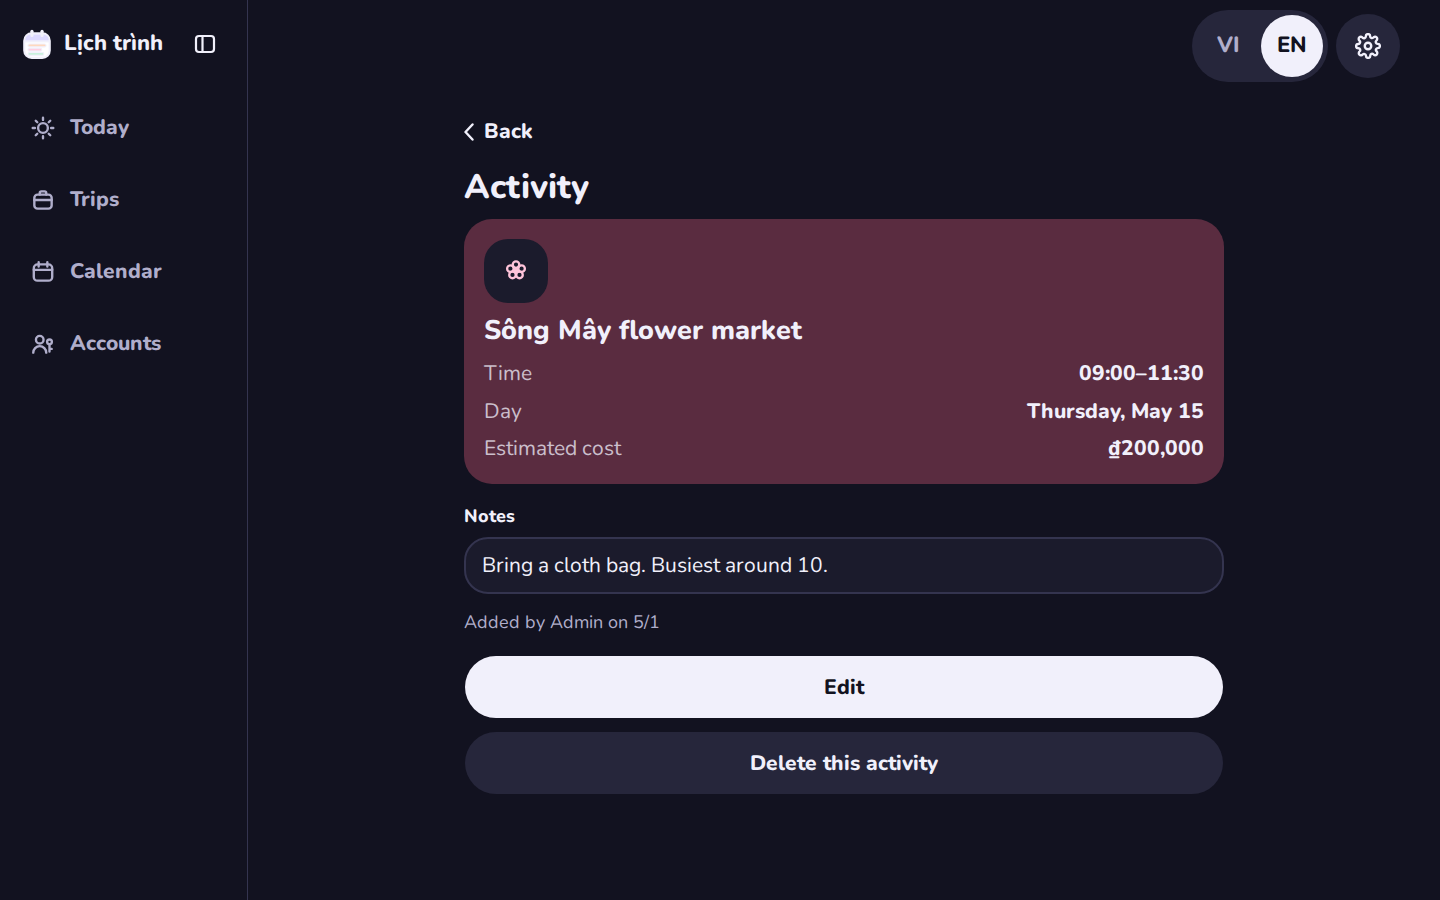 Lịch trình
VI
EN
Today
Trips
Calendar
Accounts
Back
Activity
Sông Mây flower market
Time
09:00–11:30
Day
Thursday, May 15
Estimated cost
₫200,000
Notes
Bring a cloth bag. Busiest around 10.
Added by Admin on 5/1
Edit
Delete this activity